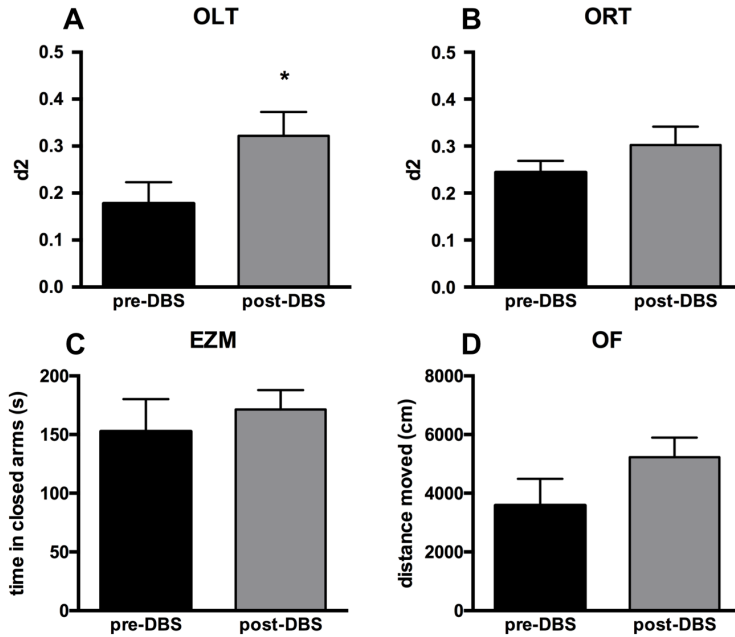 A
OLT
0.5
0.4
0.3
0.2
0.1
0.0
d2
*
pre-DBS
post-DBS
B
ORT
0.5
0.4
0.3
0.2
0.1
0.0
d2
pre-DBS
post-DBS
C
EZM
200
150
100
50
0
time in closed arms (s)
pre-DBS
post-DBS
D
OF
8000
6000
4000
2000
0
distance moved (cm)
pre-DBS
post-DBS